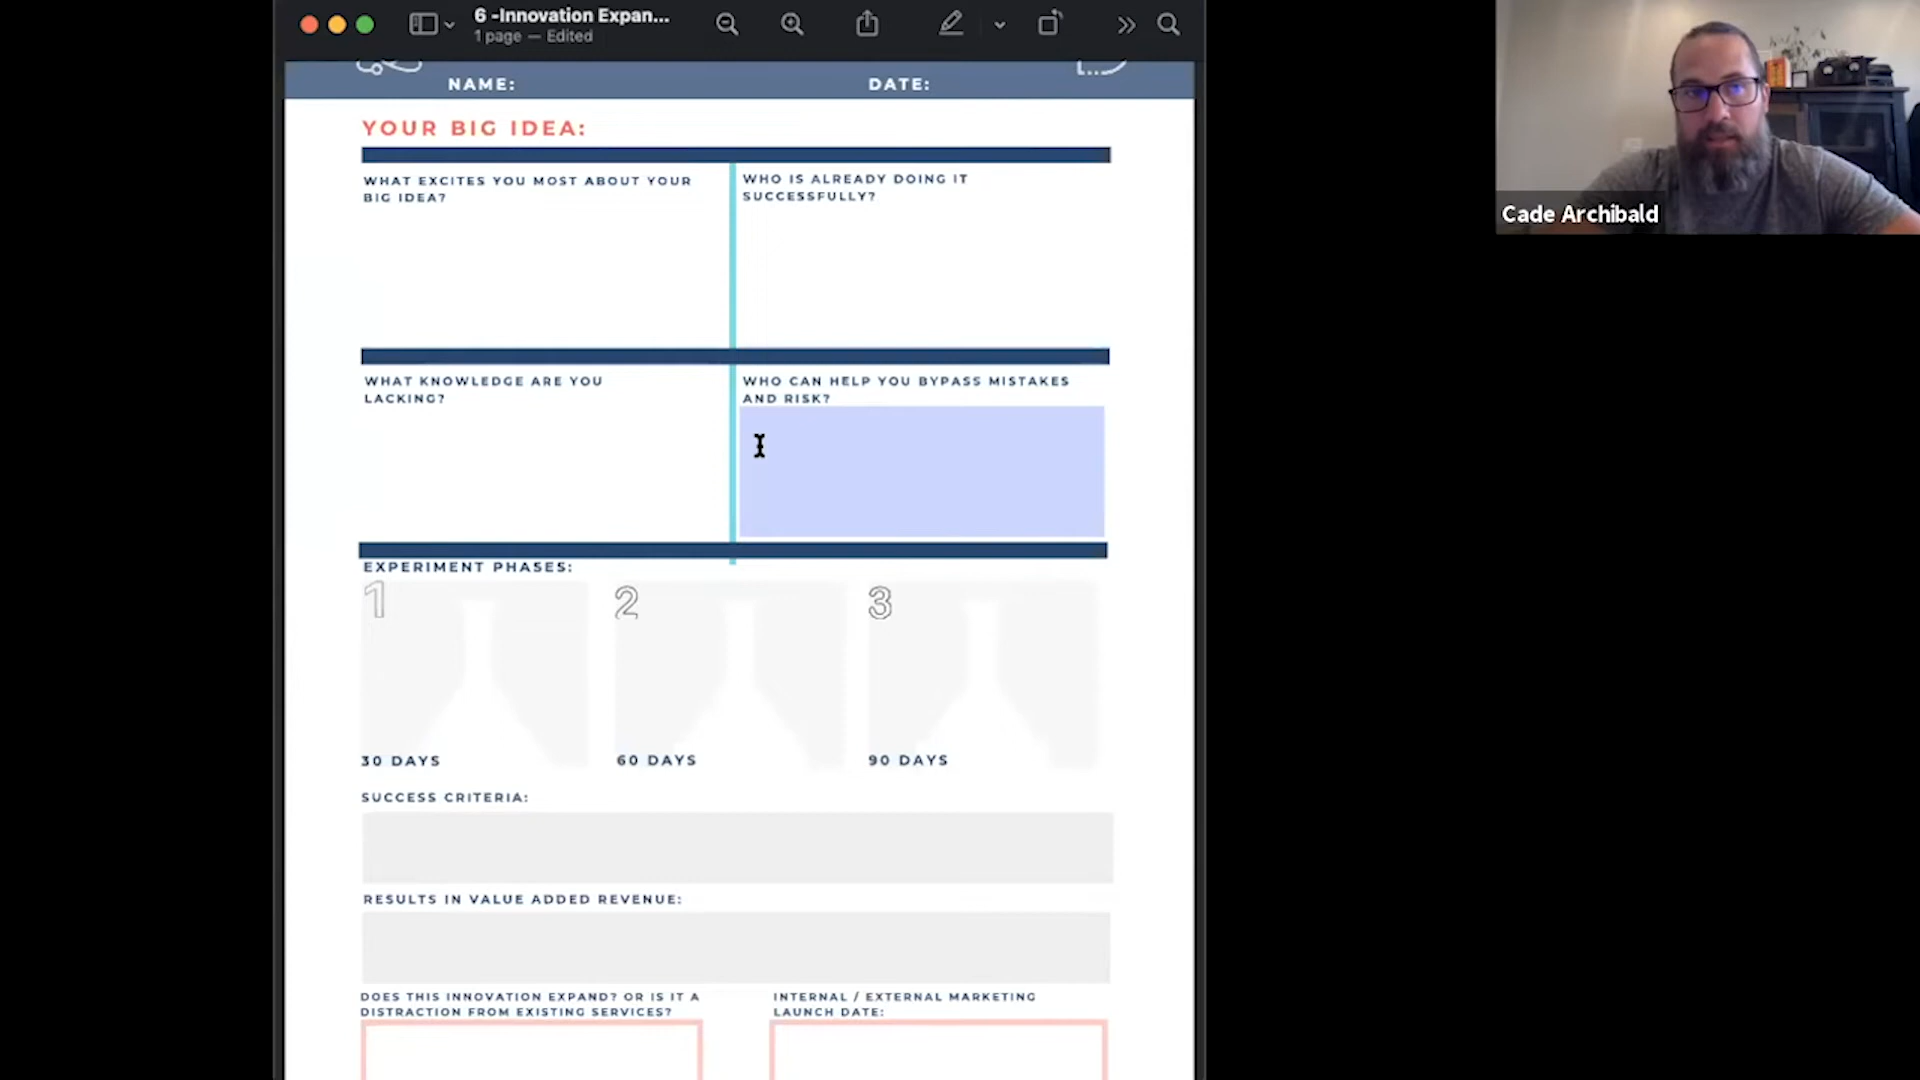 6 -Innovation Expan...
1 page — Edited
NAME:
DATE:
YOUR BIG IDEA:
WHAT EXCITES YOU MOST ABOUT YOUR
BIG IDEA?
WHO IS ALREADY DOING IT
SUCCESSFULLY?
WHAT KNOWLEDGE ARE YOU
LACKING?
WHO CAN HELP YOU BYPASS MISTAKES
AND RISK?
EXPERIMENT PHASES:
1
2
3
30 DAYS
60 DAYS
90 DAYS
SUCCESS CRITERIA:
RESULTS IN VALUE ADDED REVENUE:
DOES THIS INNOVATION EXPAND? OR IS IT A
DISTRACTION FROM EXISTING SERVICES?
INTERNAL / EXTERNAL MARKETING
LAUNCH DATE:
Cade Archibald